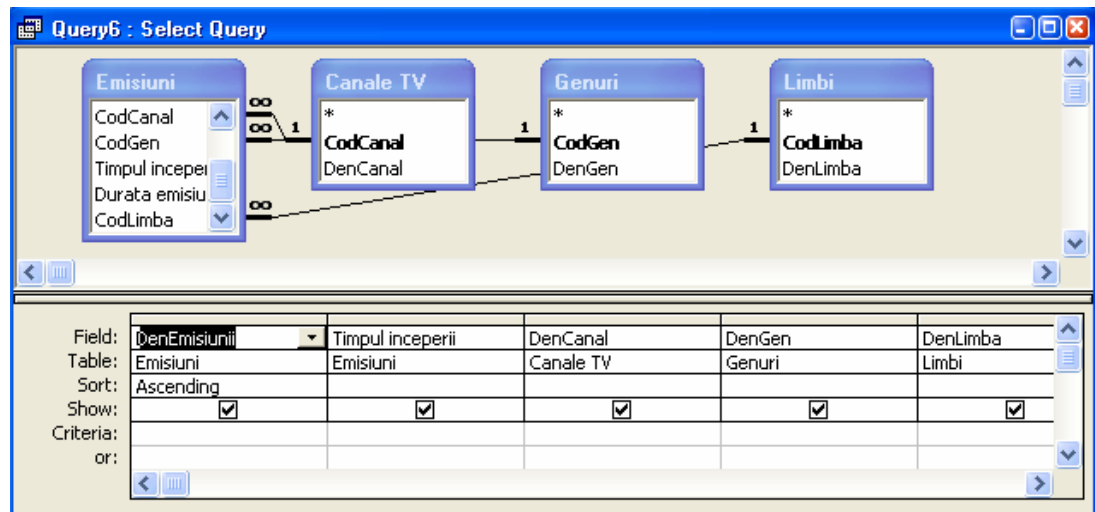 Query6 : Select Query
Emisiuni
CodCanal
CodGen
Timpul inceper
Durata emisiu
CodLimba
∞
∞
∞
1
Canale TV
*
CodCanal
DenCanal
1
Genuri
*
CodGen
DenGen
1
Limbi
*
CodLimba
DenLimba
Field: DenEmisiunii Timpul inceperii DenCanal DenGen DenLimba
Table: Emisiuni Emisiuni Canale TV Genuri Limbi
Sort: Ascending
Show:
Criteria:
or: